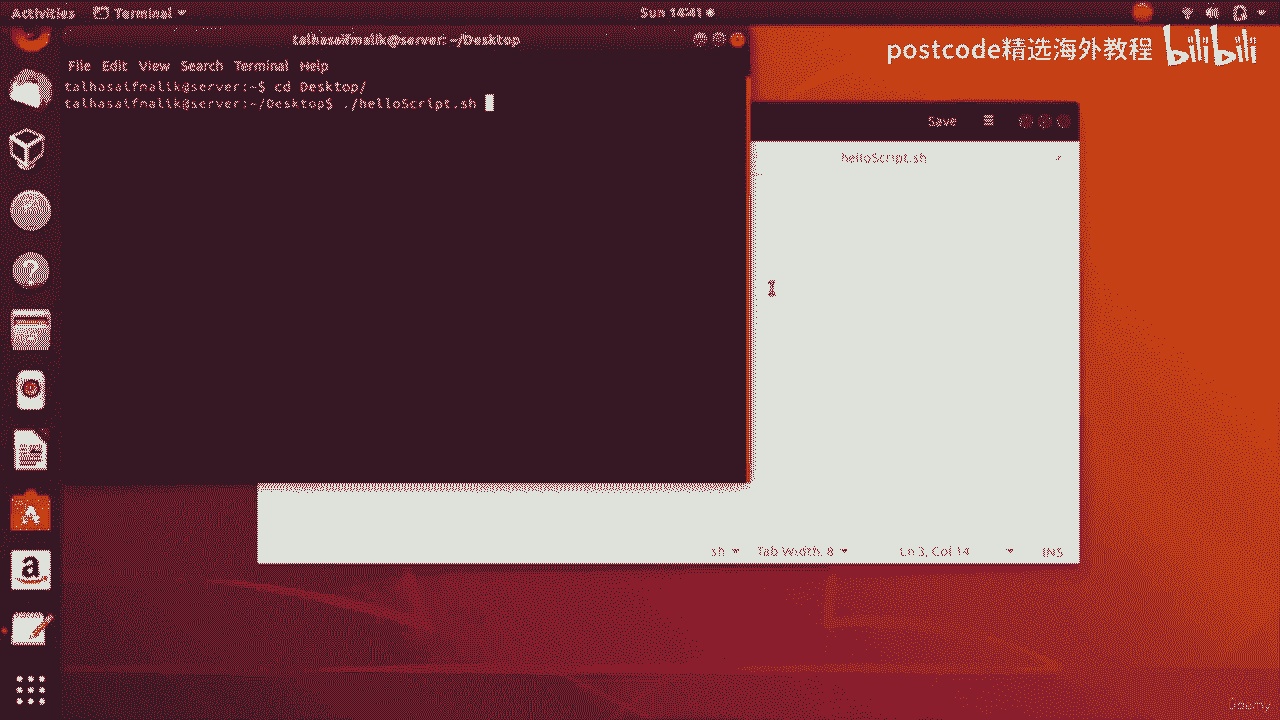 Activities Terminal Sun 14:41
postcode精选海外教程 bilibili
talhasaifmalik@server: ~/Desktop
File Edit View Search Terminal Help
talhasaifmalik@server:~$ cd Desktop/
talhasaifmalik@server:~/Desktop$ ./helloScript.sh
Save
helloScript.sh
sh Tab Width: 8 Ln 3, Col 14 INS
Udemy